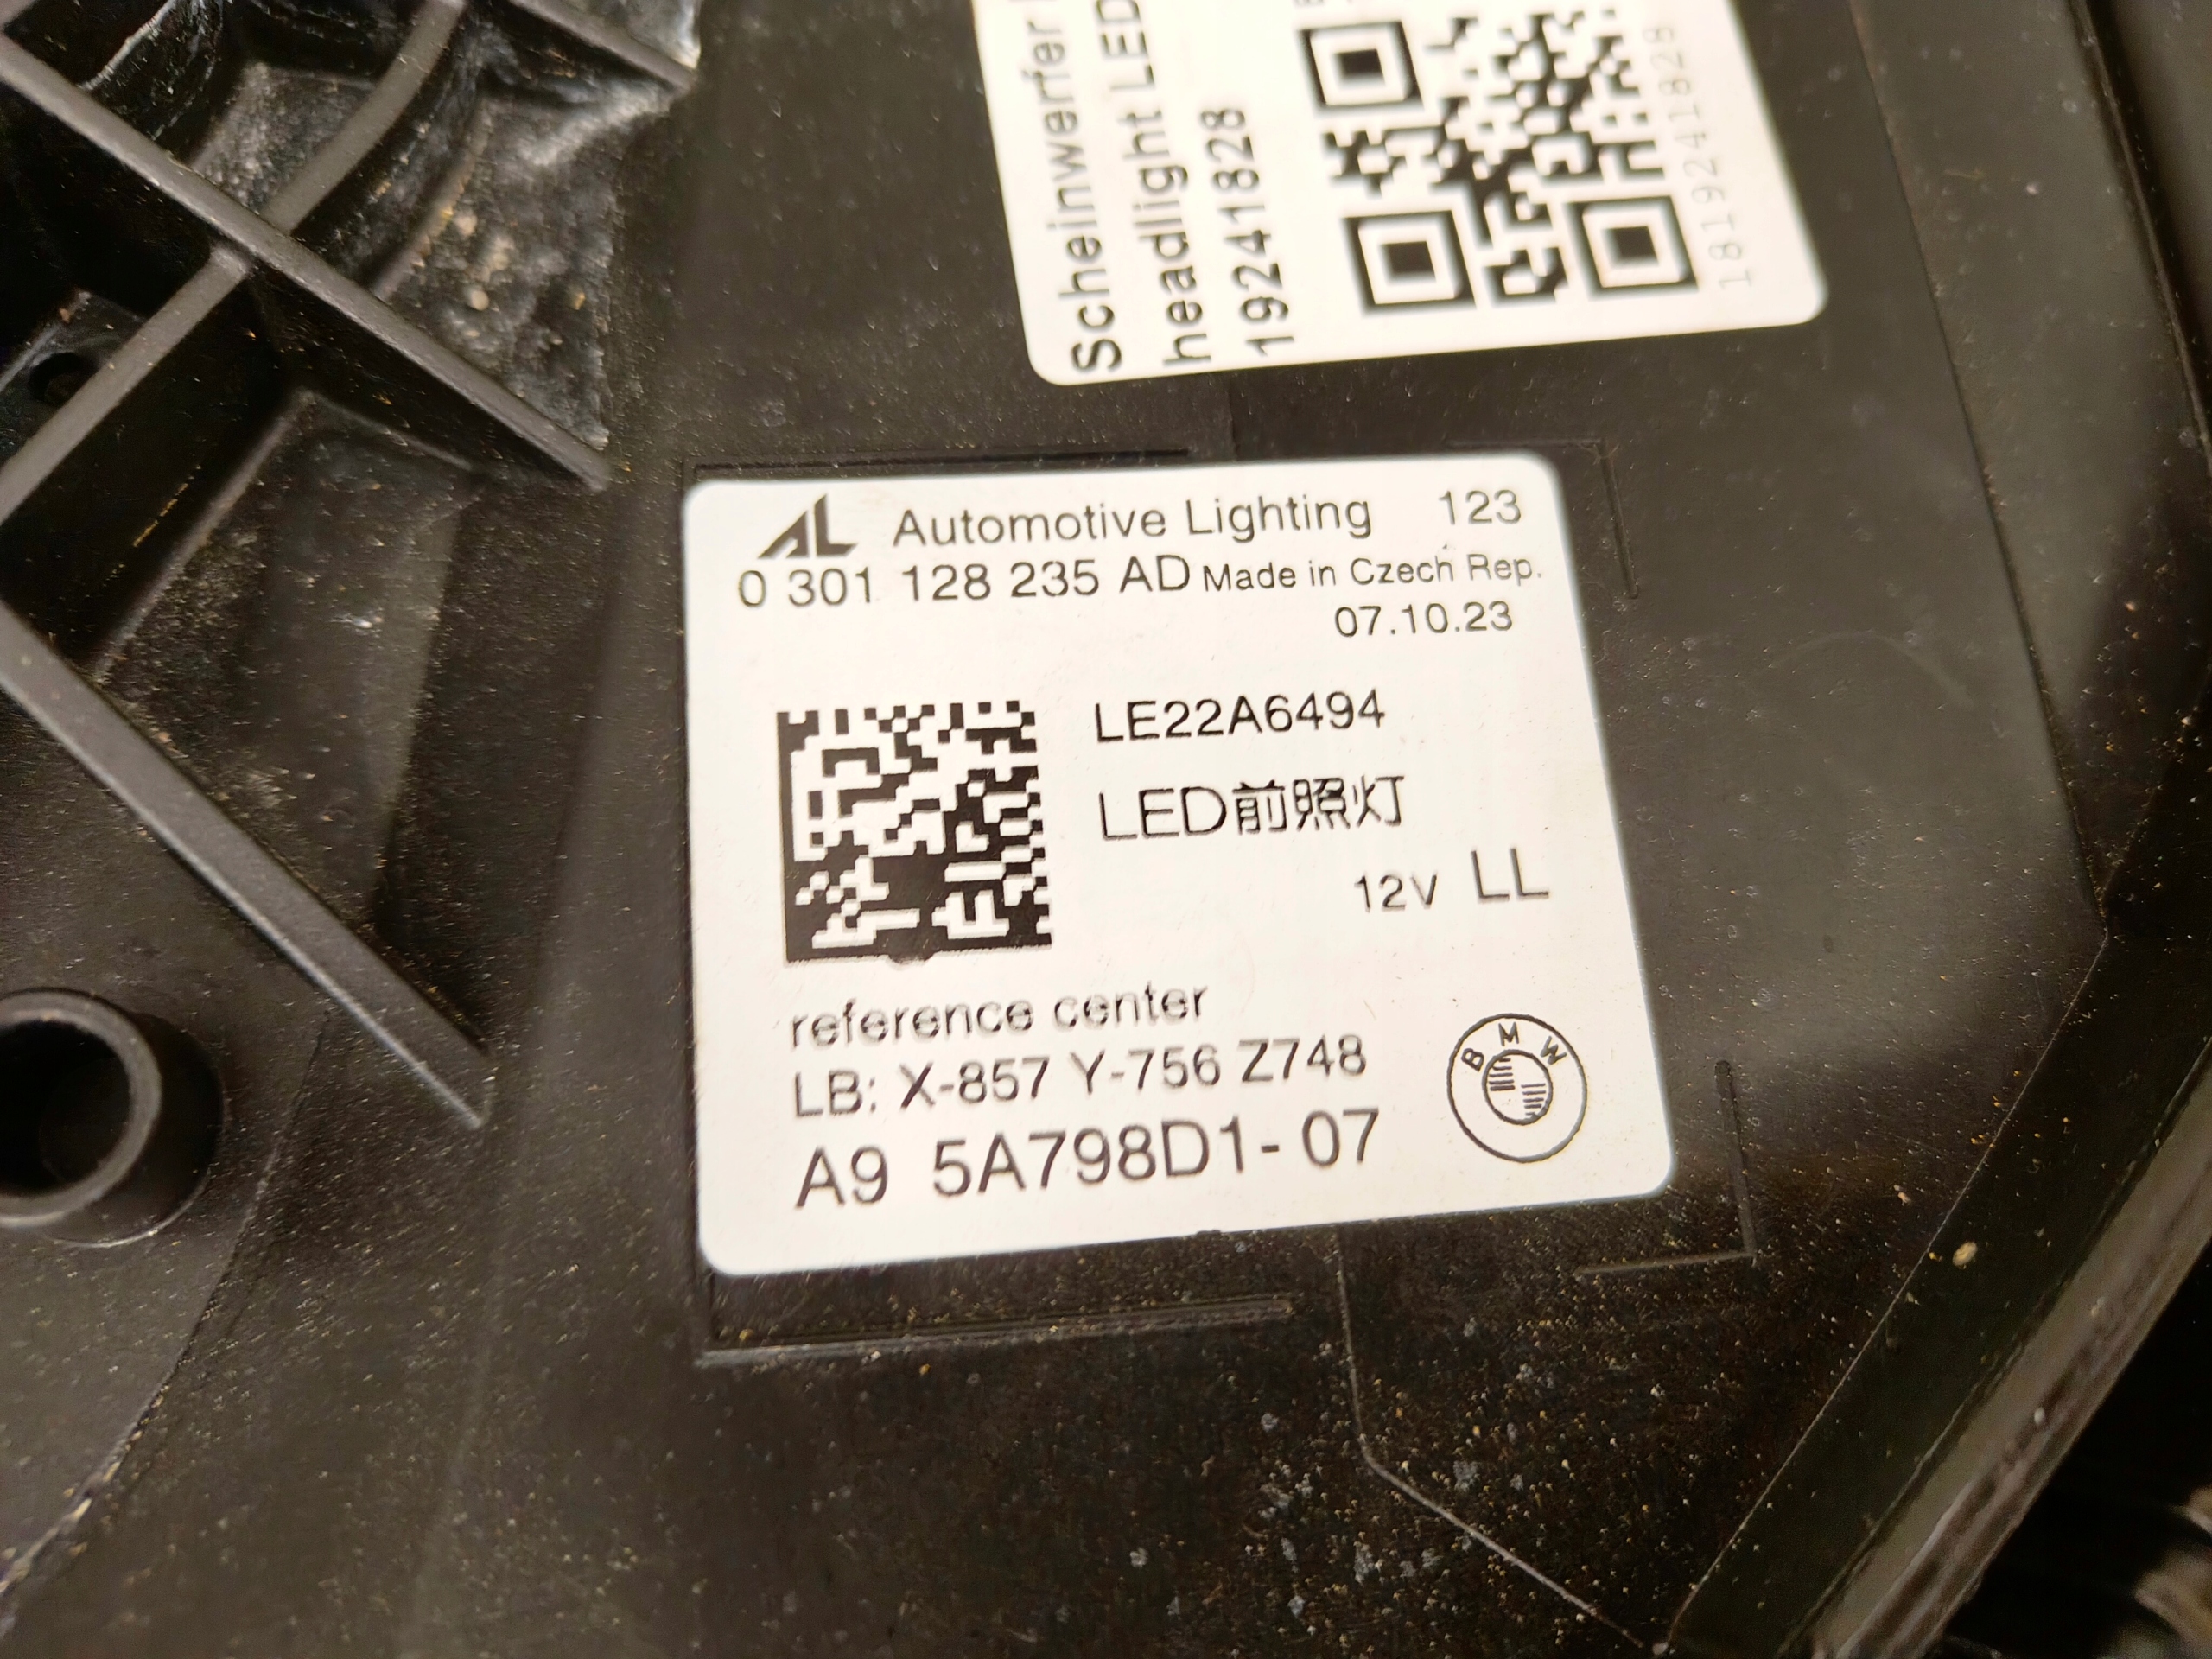 Scheinwerfer
headlight LED
19241828
1819241828
AL Automotive Lighting 123
0 301 128 235 AD Made in Czech Rep.
07.10.23
LE22A6494
LED前照灯
12V LL
reference center
LB: X-857 Y-756 Z748
BMW
A9 5A798D1-07